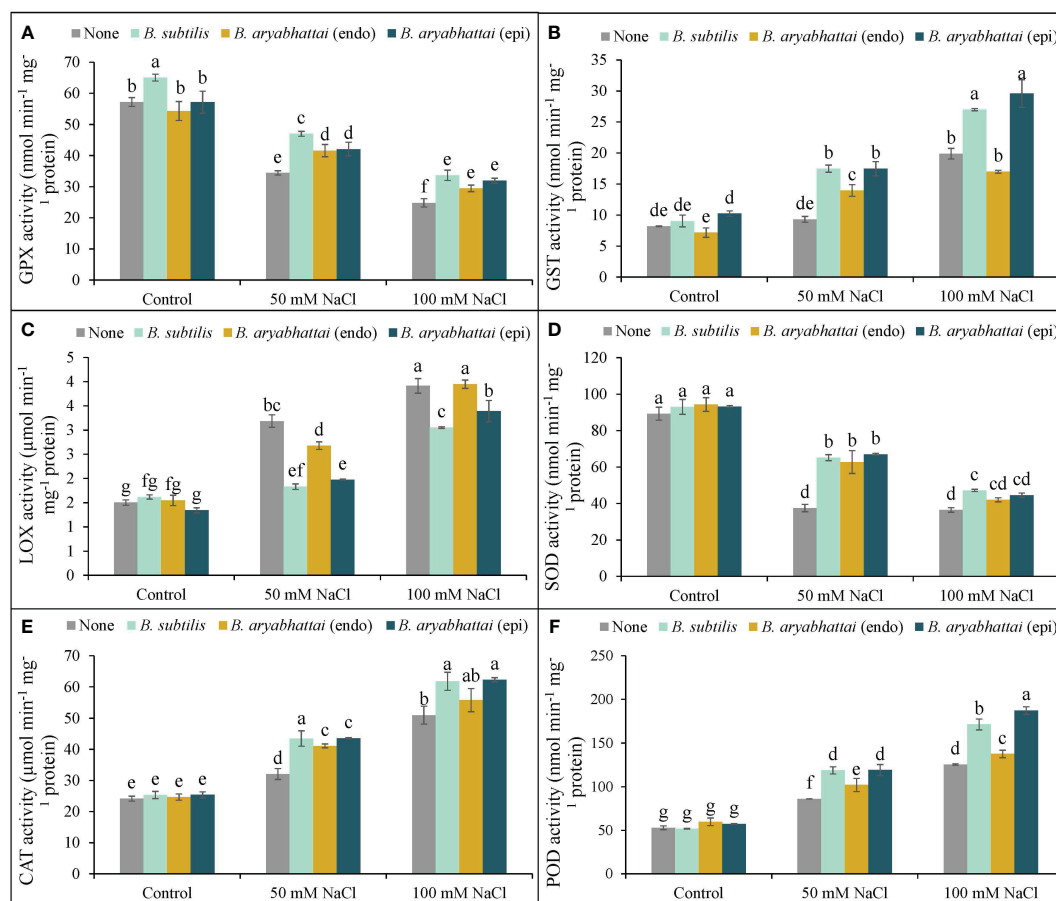 A
None B. subtilis B. aryabhattai (endo) B. aryabhattai (epi)
GPX activity (nmol min-1 mg-
1 protein)
70
60
50
40
30
20
10
0
b a b b
e c d d
f e e e
Control 50 mM NaCl 100 mM NaCl
B
None B. subtilis B. aryabhattai (endo) B. aryabhattai (epi)
GST activity (nmol min-1 mg-
1 protein)
35
30
25
20
15
10
5
0
de de e d
de b c b
b a b a
Control 50 mM NaCl 100 mM NaCl
C
None B. subtilis B. aryabhattai (endo) B. aryabhattai (epi)
LOX activity (µmol min-1
mg-1 protein)
5
4
4
3
3
2
2
1
1
0
g fg fg g
bc ef d e
a c a b
Control 50 mM NaCl 100 mM NaCl
D
None B. subtilis B. aryabhattai (endo) B. aryabhattai (epi)
SOD activity (nmol min-1 mg-
1 protein)
120
100
80
60
40
20
0
a a a a
d b b b
d c cd cd
Control 50 mM NaCl 100 mM NaCl
E
None B. subtilis B. aryabhattai (endo) B. aryabhattai (epi)
CAT activity (µmol min-1 mg-
1 protein)
70
60
50
40
30
20
10
0
e e e e
d a c c
b a ab a
Control 50 mM NaCl 100 mM NaCl
F
None B. subtilis B. aryabhattai (endo) B. aryabhattai (epi)
POD activity (nmol min-1 mg-
1 protein)
250
200
150
100
50
0
g g g g
f d e d
d b c a
Control 50 mM NaCl 100 mM NaCl